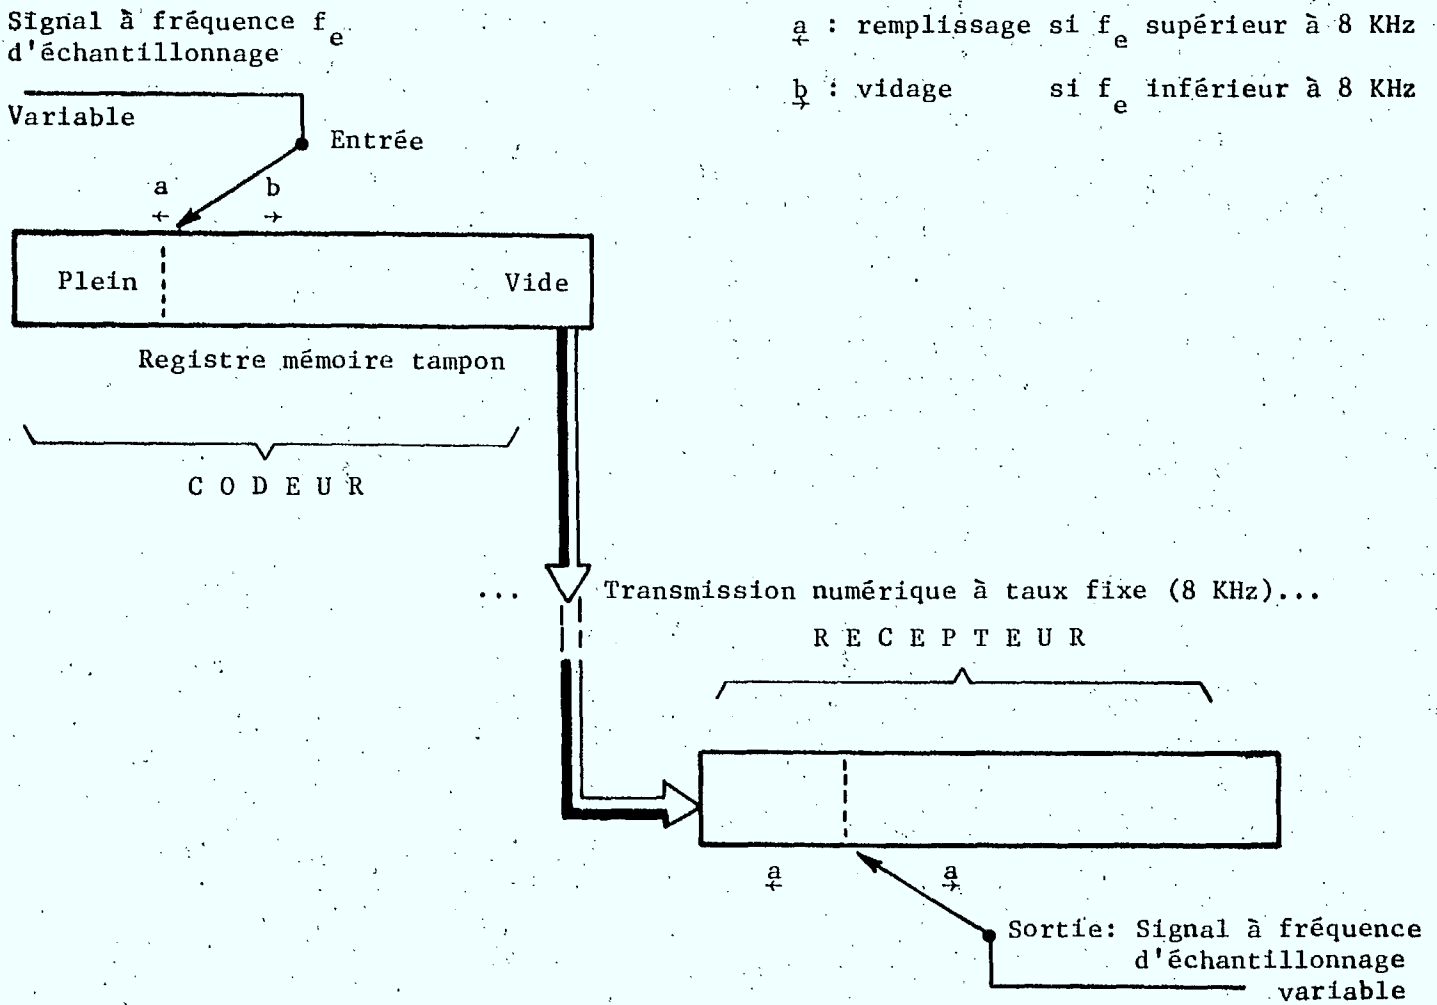 Signal à fréquence fe
d'échantillonnage
Variable
a : remplissage si fe supérieur à 8 KHz
b : vidage si fe inférieur à 8 KHz
Entrée
a b
← →
Plein Vide
Registre mémoire tampon
C O D E U R
... Transmission numérique à taux fixe (8 KHz)...
R E C E P T E U R
a a
← →
Sortie: Signal à fréquence
d'échantillonnage
variable